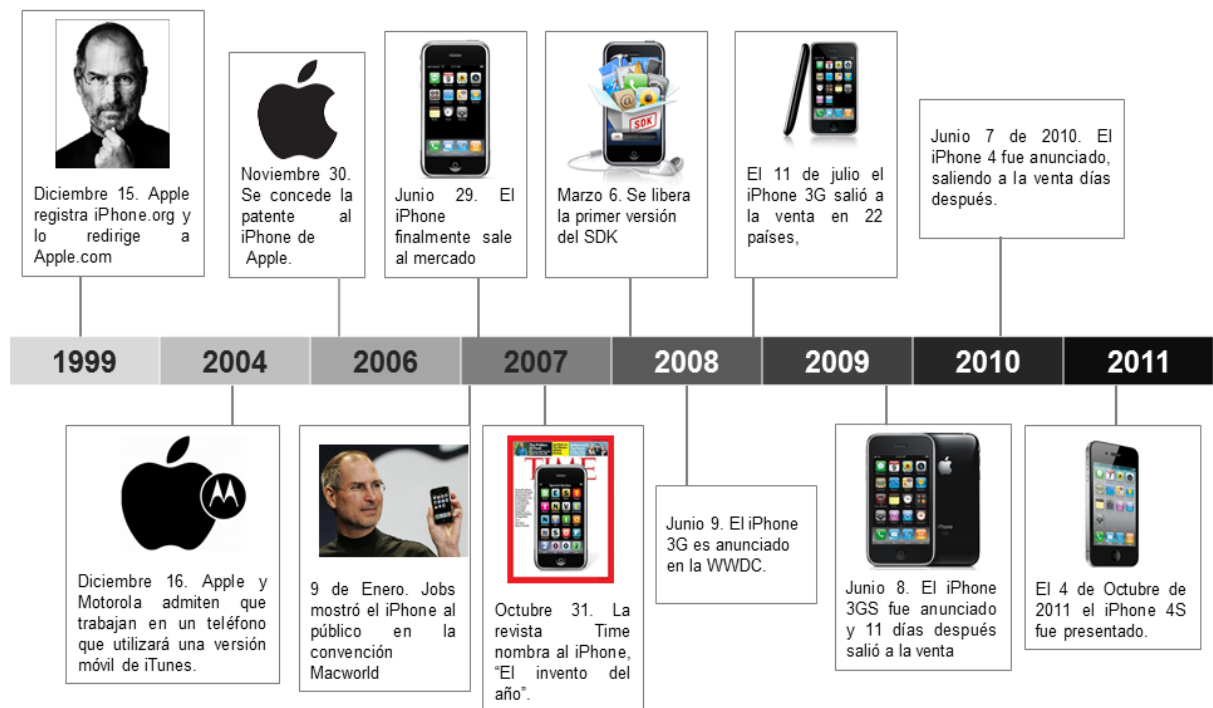 Diciembre 15. Apple
registra iPhone.org y
lo redirige a
Apple.com
Noviembre 30.
Se concede la
patente al
iPhone de
Apple.
Junio 29. El
iPhone
finalmente sale
al mercado
SDK
Marzo 6. Se libera
la primer versión
del SDK
El 11 de julio el
iPhone 3G salió a
la venta en 22
países,
Junio 7 de 2010. El
iPhone 4 fue anunciado,
saliendo a la venta días
después.
1999 2004 2006 2007 2008 2009 2010 2011
Diciembre 16. Apple y
Motorola admiten que
trabajan en un teléfono
que utilizará una versión
móvil de iTunes.
9 de Enero. Jobs
mostró el iPhone al
público en la
convención
Macworld
TIME
Octubre 31. La
revista Time
nombra al iPhone,
“El invento del
año”.
Junio 9. El iPhone
3G es anunciado
en la WWDC.
iPhone
Junio 8. El iPhone
3GS fue anunciado
y 11 días después
salió a la venta
El 4 de Octubre de
2011 el iPhone 4S
fue presentado.